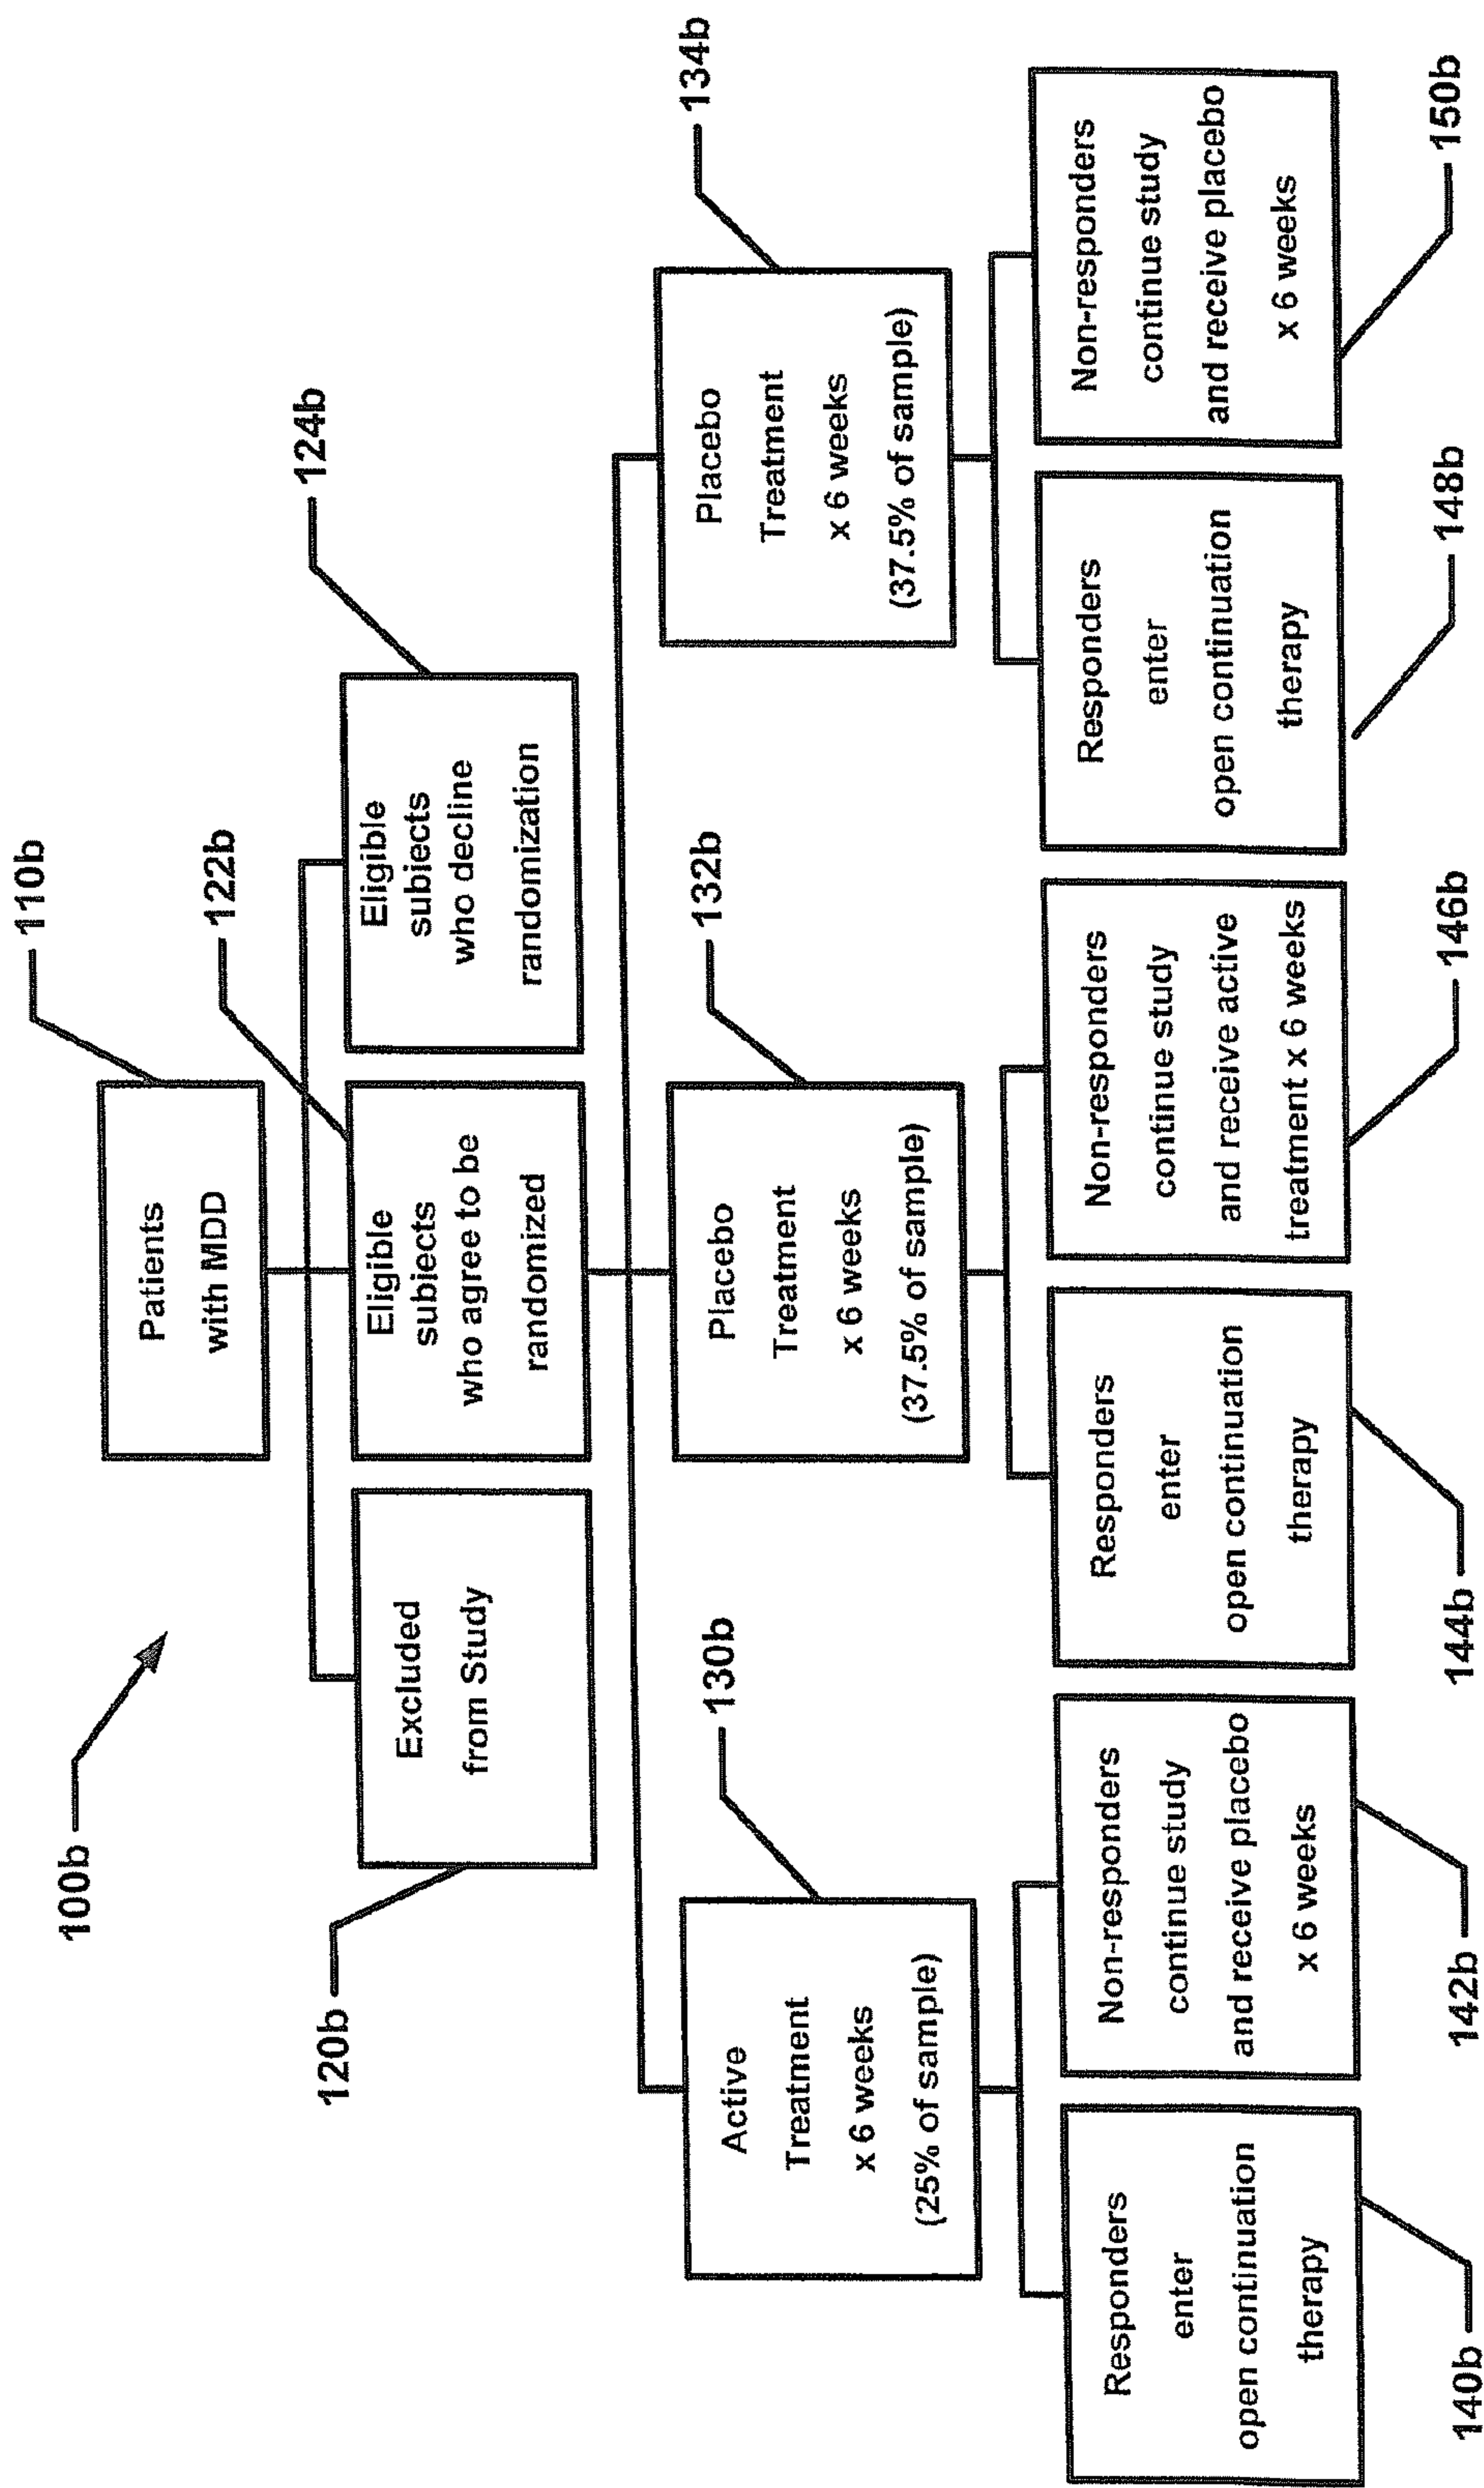 100b
110b
Patients
with MDD
120b
122b
124b
Excluded
from Study
Eligible
subiects
who agree to be
randomized
Eligible
subiects
who decline
randomization
130b
132b
134b
Active
Treatment
x 6 weeks
(25% of sample)
Placebo
Treatment
x 6 weeks
(37.5% of sample)
Placebo
Treatment
x 6 weeks
(37.5% of sample)
Responders
enter
open continuation
therapy
Non-responders
continue study
and receive placebo
x 6 weeks
Responders
enter
open continuation
therapy
Non-responders
continue study
and receive active
treatment x 6 weeks
Responders
enter
open continuation
therapy
Non-responders
continue study
and receive placebo
x 6 weeks
140b
142b
144b
146b
148b
150b